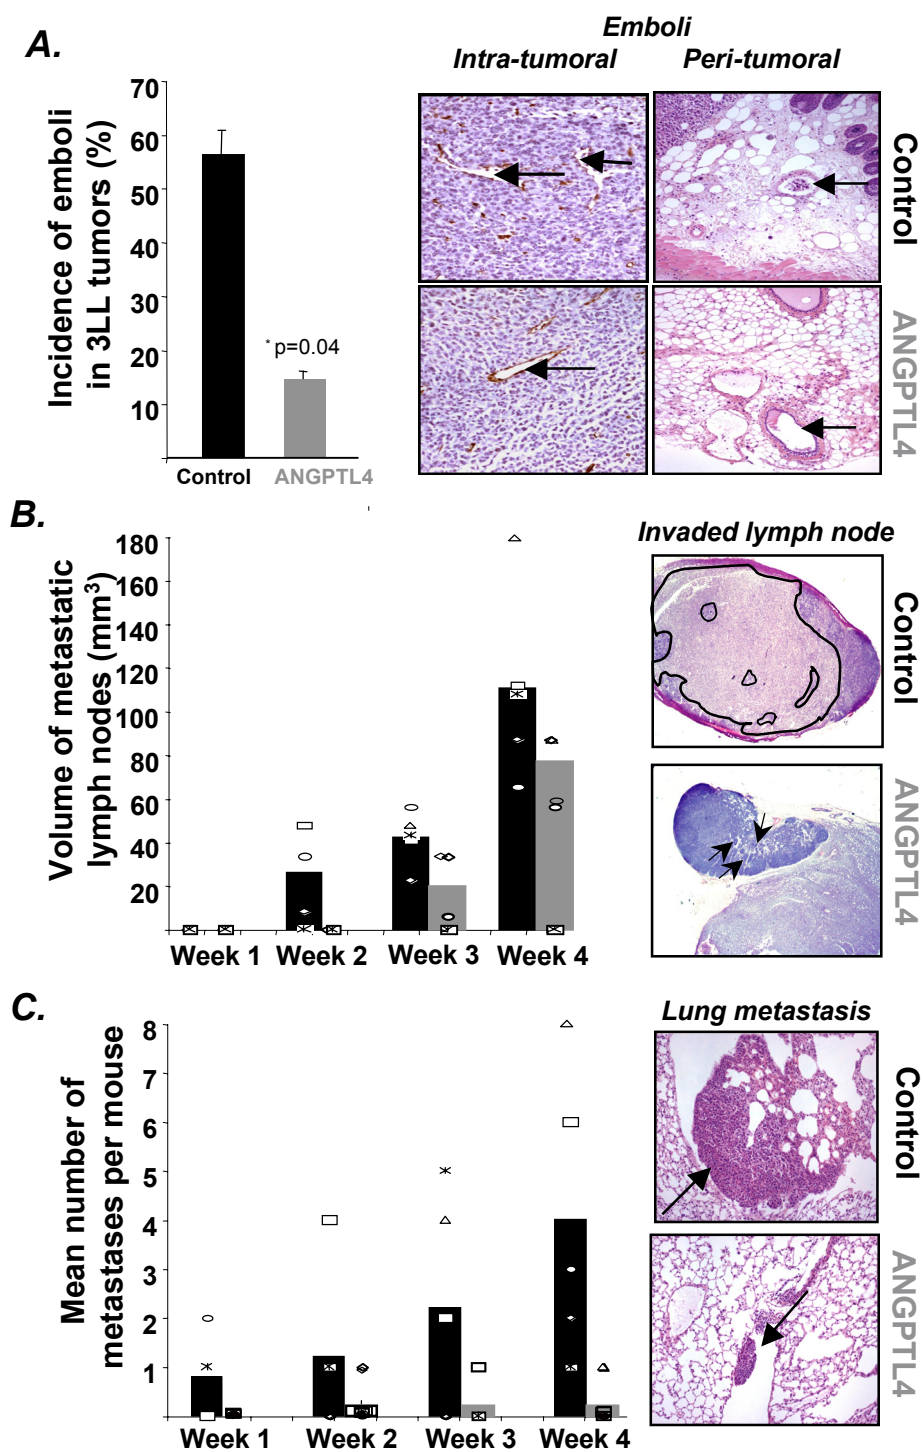 A.
Emboli
Intra-tumoral
Peri-tumoral
Incidence of emboli
in 3LL tumors (%)
70
60
50
40
30
20
10
* p=0.04
Control
ANGPTL4
Control
ANGPTL4
B.
Invaded lymph node
Volume of metastatic
lymph nodes (mm³)
180
160
140
120
100
80
60
40
20
Week 1
Week 2
Week 3
Week 4
Control
ANGPTL4
C.
Lung metastasis
Mean number of
metastases per mouse
8
7
6
5
4
3
2
1
Week 1
Week 2
Week 3
Week 4
Control
ANGPTL4